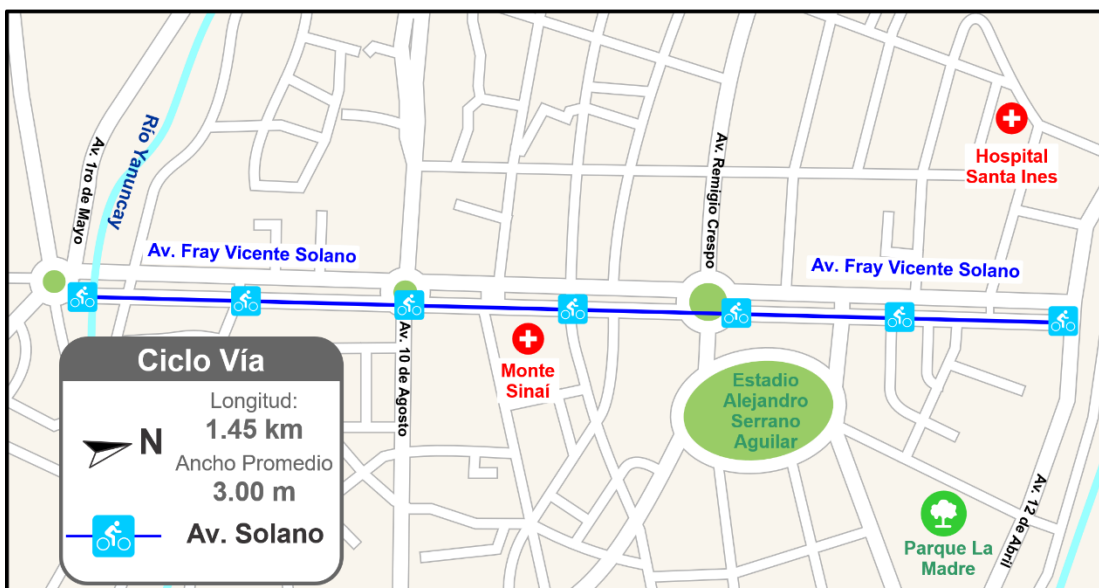 Av. 1ro de Mayo
Río Yanuncay
Av. Remigio Crespo
Hospital
Santa Ines
Av. Fray Vicente Solano
Av. Fray Vicente Solano
Av. 10 de Agosto
Monte
Sinaí
Estadio
Alejandro
Serrano
Aguilar
Av. 12 de Abril
Parque La
Madre
Ciclo Vía
Longitud:
1.45 km
N
Ancho Promedio
3.00 m
Av. Solano